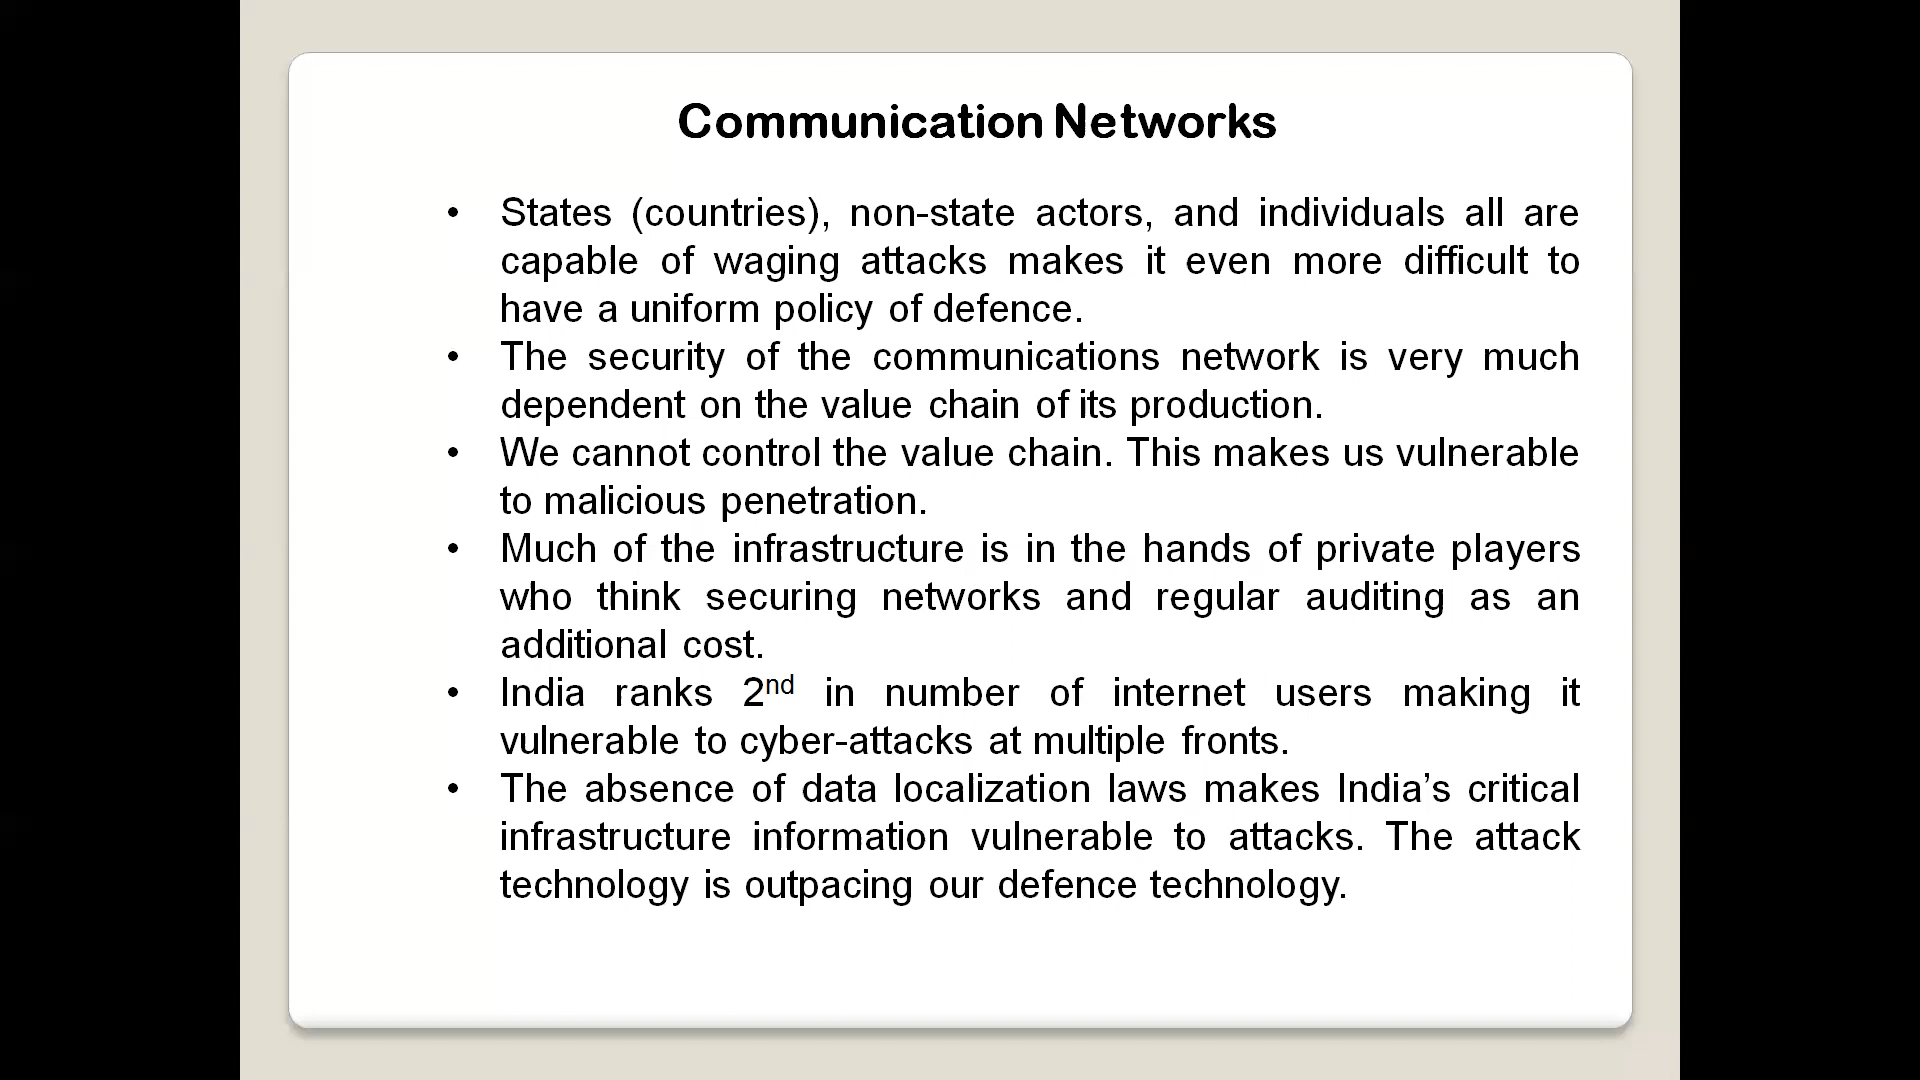 Communication Networks
• States (countries), non-state actors, and individuals all are
capable of waging attacks makes it even more difficult to
have a uniform policy of defence.
• The security of the communications network is very much
dependent on the value chain of its production.
• We cannot control the value chain. This makes us vulnerable
to malicious penetration.
• Much of the infrastructure is in the hands of private players
who think securing networks and regular auditing as an
additional cost.
• India ranks 2nd in number of internet users making it
vulnerable to cyber-attacks at multiple fronts.
• The absence of data localization laws makes India’s critical
infrastructure information vulnerable to attacks. The attack
technology is outpacing our defence technology.